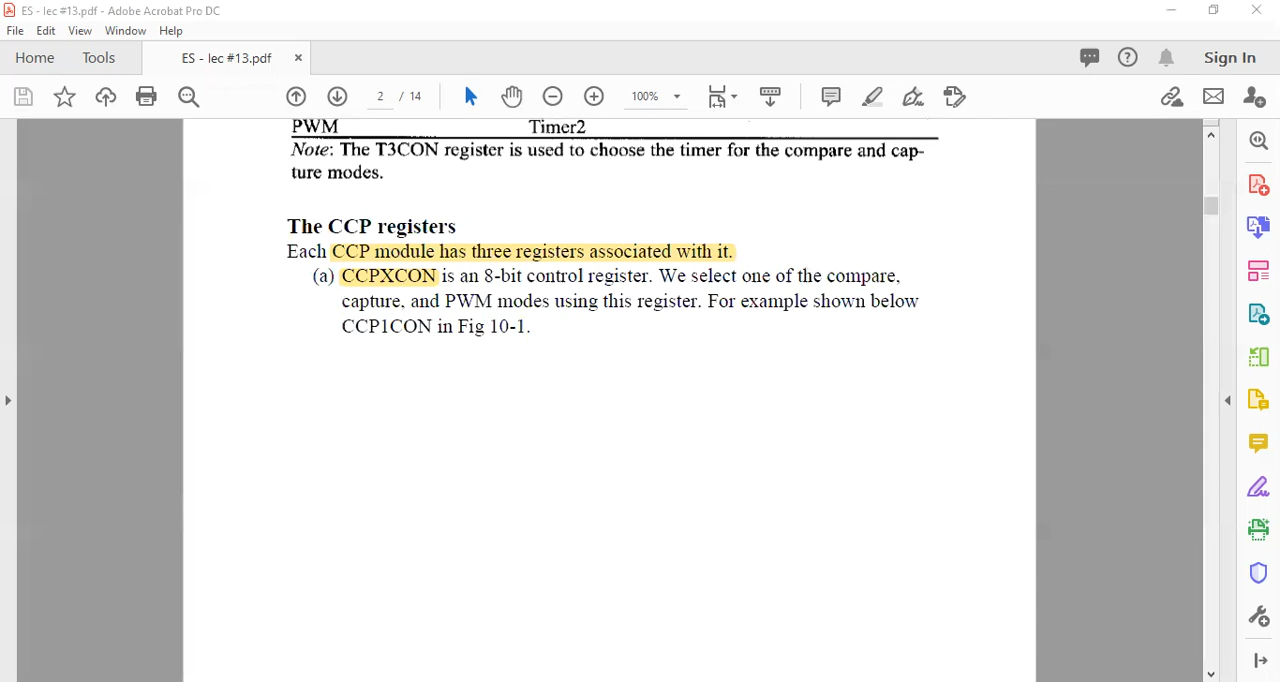 ES - lec #13.pdf - Adobe Acrobat Pro DC
File Edit View Window Help
Home Tools ES - lec #13.pdf × Sign In
2 / 14 100%
PWM Timer2
Note: The T3CON register is used to choose the timer for the compare and cap-
ture modes.
The CCP registers
Each CCP module has three registers associated with it.
(a) CCPXCON is an 8-bit control register. We select one of the compare,
capture, and PWM modes using this register. For example shown below
CCP1CON in Fig 10-1.